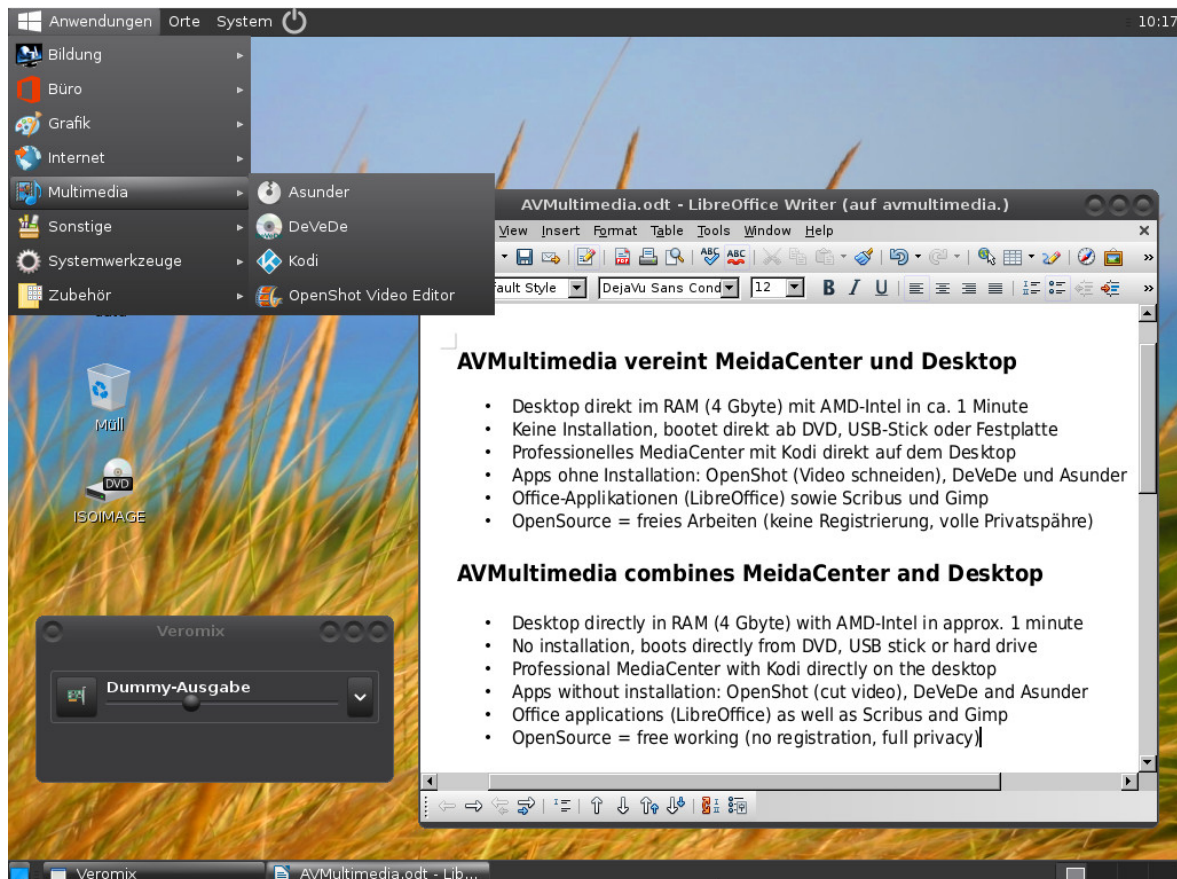 Anwendungen Orte System
10:17
Bildung
Büro
Grafik
Internet
Multimedia
Sonstige
Systemwerkzeuge
Zubehör
Asunder
DeVeDe
Kodi
OpenShot Video Editor
Müll
DVD
ISOIMAGE
Veromix
Dummy-Ausgabe
AVMultimedia.odt - LibreOffice Writer (auf avmultimedia.)
View Insert Format Table Tools Window Help
ABC ABC
ault Style DejaVu Sans Cond 12 B I U
AVMultimedia vereint MeidaCenter und Desktop
• Desktop direkt im RAM (4 Gbyte) mit AMD-Intel in ca. 1 Minute
• Keine Installation, bootet direkt ab DVD, USB-Stick oder Festplatte
• Professionelles MediaCenter mit Kodi direkt auf dem Desktop
• Apps ohne Installation: OpenShot (Video schneiden), DeVeDe und Asunder
• Office-Applikationen (LibreOffice) sowie Scribus und Gimp
• OpenSource = freies Arbeiten (keine Registrierung, volle Privatspähre)
AVMultimedia combines MeidaCenter and Desktop
• Desktop directly in RAM (4 Gbyte) with AMD-Intel in approx. 1 minute
• No installation, boots directly from DVD, USB stick or hard drive
• Professional MediaCenter with Kodi directly on the desktop
• Apps without installation: OpenShot (cut video), DeVeDe and Asunder
• Office applications (LibreOffice) as well as Scribus and Gimp
• OpenSource = free working (no registration, full privacy)
Veromix
AVMultimedia.odt - Lib...